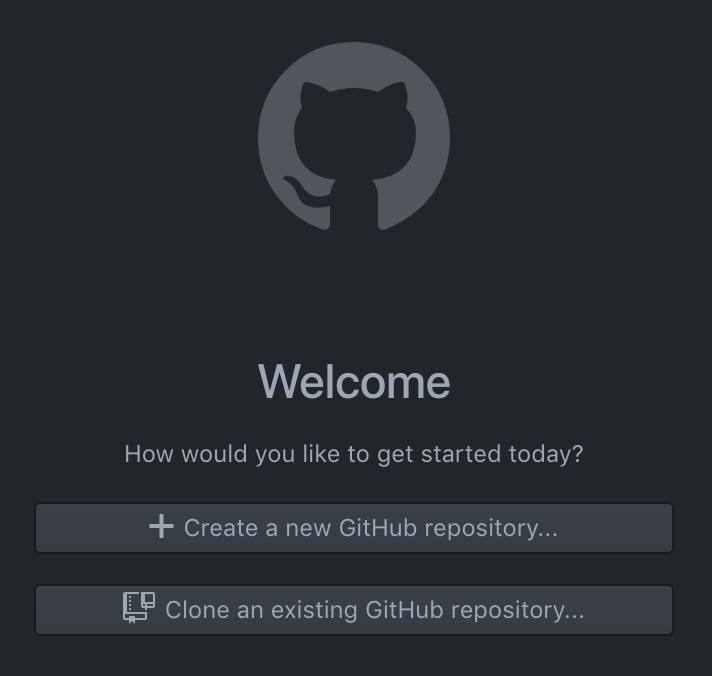 Welcome
How would you like to get started today?
Create a new GitHub repository...
Clone an existing GitHub repository...